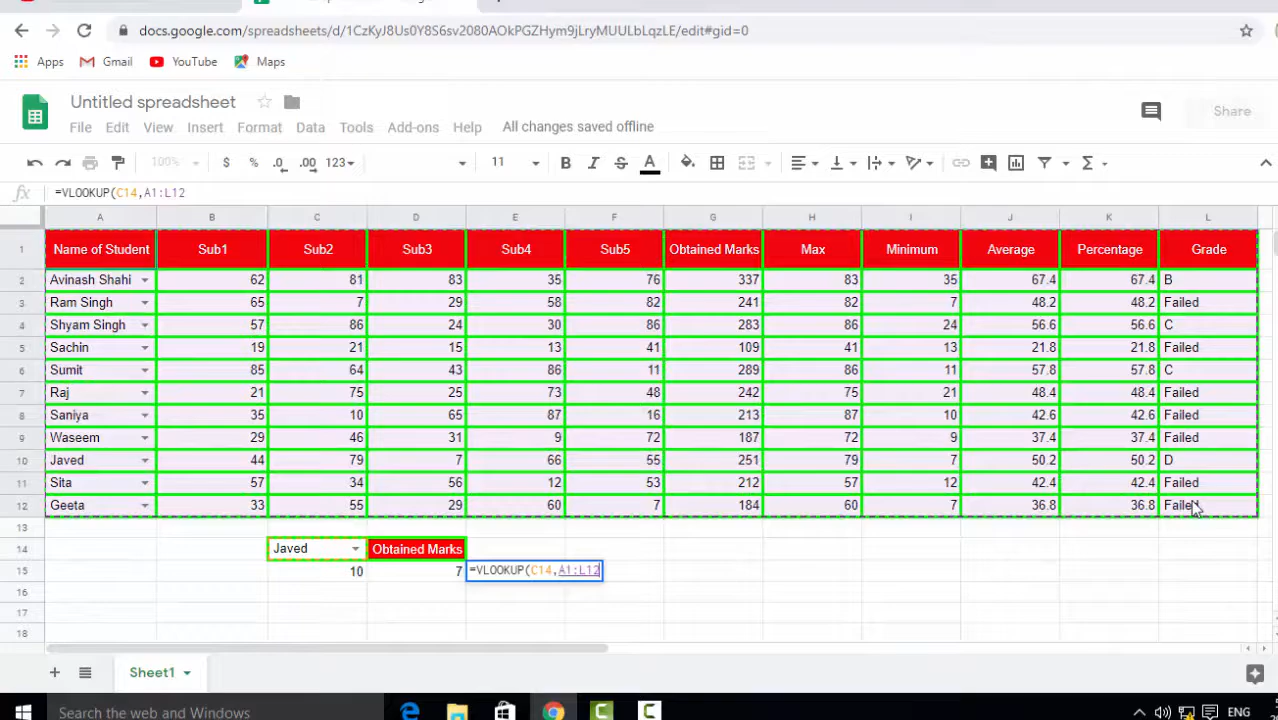 docs.google.com/spreadsheets/d/1CzKyJ8Us0Y8S6sv2080AOkPGZHym9jLryMUULbLqzLE/edit#gid=0
Apps Gmail YouTube Maps
Untitled spreadsheet
Share
File Edit View Insert Format Data Tools Add-ons Help All changes saved offline
100% $ % .0 .00 123 11 B I S A
fx =VLOOKUP(C14,A1:L12
A B C D E F G H I J K L
1 Name of Student Sub1 Sub2 Sub3 Sub4 Sub5 Obtained Marks Max Minimum Average Percentage Grade
2 Avinash Shahi 62 81 83 35 76 337 83 35 67.4 67.4 B
3 Ram Singh 65 7 29 58 82 241 82 7 48.2 48.2 Failed
4 Shyam Singh 57 86 24 30 86 283 86 24 56.6 56.6 C
5 Sachin 19 21 15 13 41 109 41 13 21.8 21.8 Failed
6 Sumit 85 64 43 86 11 289 86 11 57.8 57.8 C
7 Raj 21 75 25 73 48 242 75 21 48.4 48.4 Failed
8 Saniya 35 10 65 87 16 213 87 10 42.6 42.6 Failed
9 Waseem 29 46 31 9 72 187 72 9 37.4 37.4 Failed
10 Javed 44 79 7 66 55 251 79 7 50.2 50.2 D
11 Sita 57 34 56 12 53 212 57 12 42.4 42.4 Failed
12 Geeta 33 55 29 60 7 184 60 7 36.8 36.8 Failed
13
14 Javed Obtained Marks
15 10 7 =VLOOKUP(C14,A1:L12
16
17
18
Sheet1
Search the web and Windows ENG